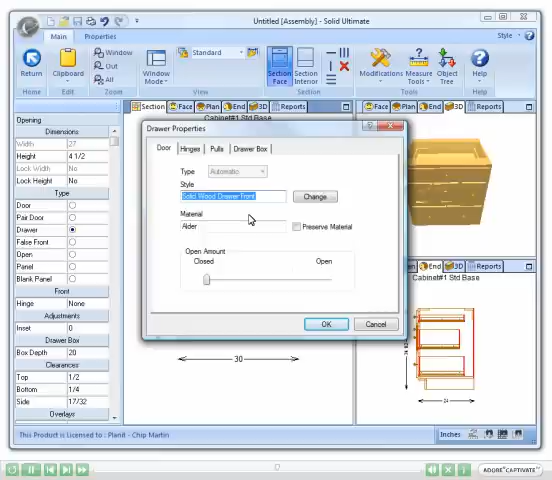 Untitled [Assembly] - Solid Ultimate
Main Properties Style
Return Clipboard Window Out All Window Mode Standard Section Face Section Interior Modifications Measure Tools Object Tree Help
Home Edit Zoom View Section Tools Help
Section Face Plan End 3D Reports
Face Plan End 3D Reports
Cabinet#1 Std Base
Opening
Dimensions
Width 27
Height 4 1/2
Lock Width No
Lock Height No
Type
Door
Pair Door
Drawer
False Front
Open
Panel
Blank Panel
Front
Hinge None
Adjustments
Inset 0
Drawer Box
Box Depth 20
Clearances
Top 1/2
Bottom 1/4
Side 17/32
Overlays
Drawer Properties
Door Hinges Pulls Drawer Box
Type Automatic
Style
Solid Wood Drawer Front Change
Material
Alder Preserve Material
Open Amount
Closed Open
OK Cancel
30
End 3D Reports
Cabinet#1 Std Base
24
This Product is Licensed to : Planit - Chip Martin
Inches
ADOBE CAPTIVATE